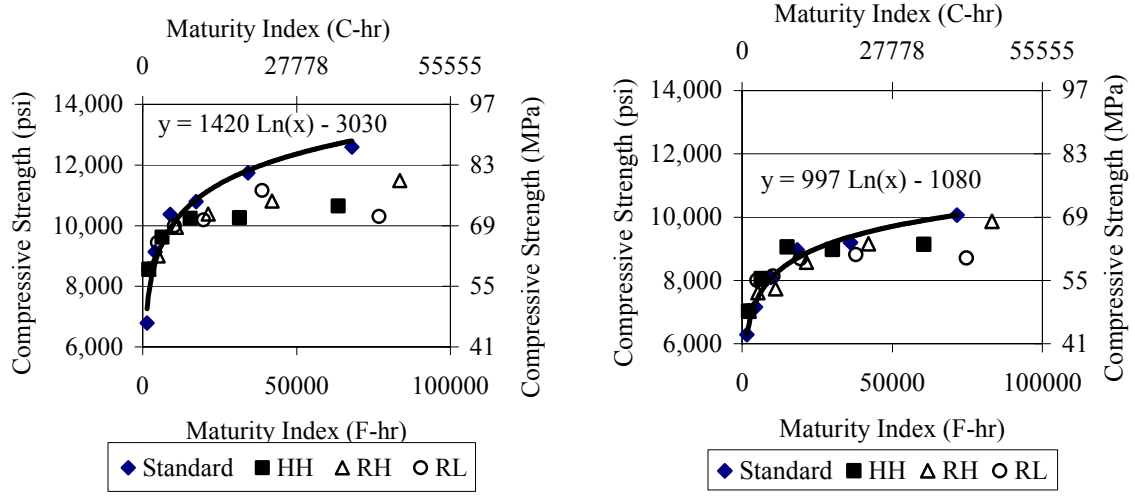 Maturity Index (C-hr)
0 27778 55555
14,000 97
y = 1420 Ln(x) - 3030
12,000 83
10,000 69
8,000 55
6,000 41
Compressive Strength (psi)
Compressive Strength (MPa)
0 50000 100000
Maturity Index (F-hr)
Standard HH RH RL
Maturity Index (C-hr)
0 27778 55555
14,000 97
12,000 83
y = 997 Ln(x) - 1080
10,000 69
8,000 55
6,000 41
Compressive Strength (psi)
Compressive Strength (MPa)
0 50000 100000
Maturity Index (F-hr)
Standard HH RH RL